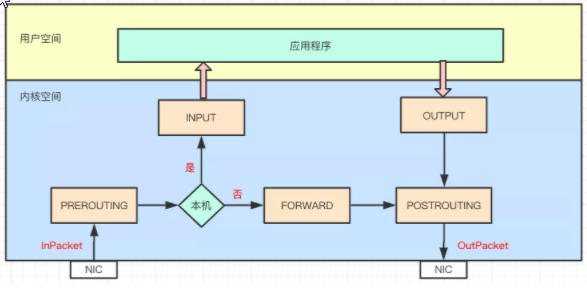 用户空间
应用程序
内核空间
INPUT
OUTPUT
是
否
PREROUTING
本机
FORWARD
POSTROUTING
InPacket
OutPacket
NIC
NIC